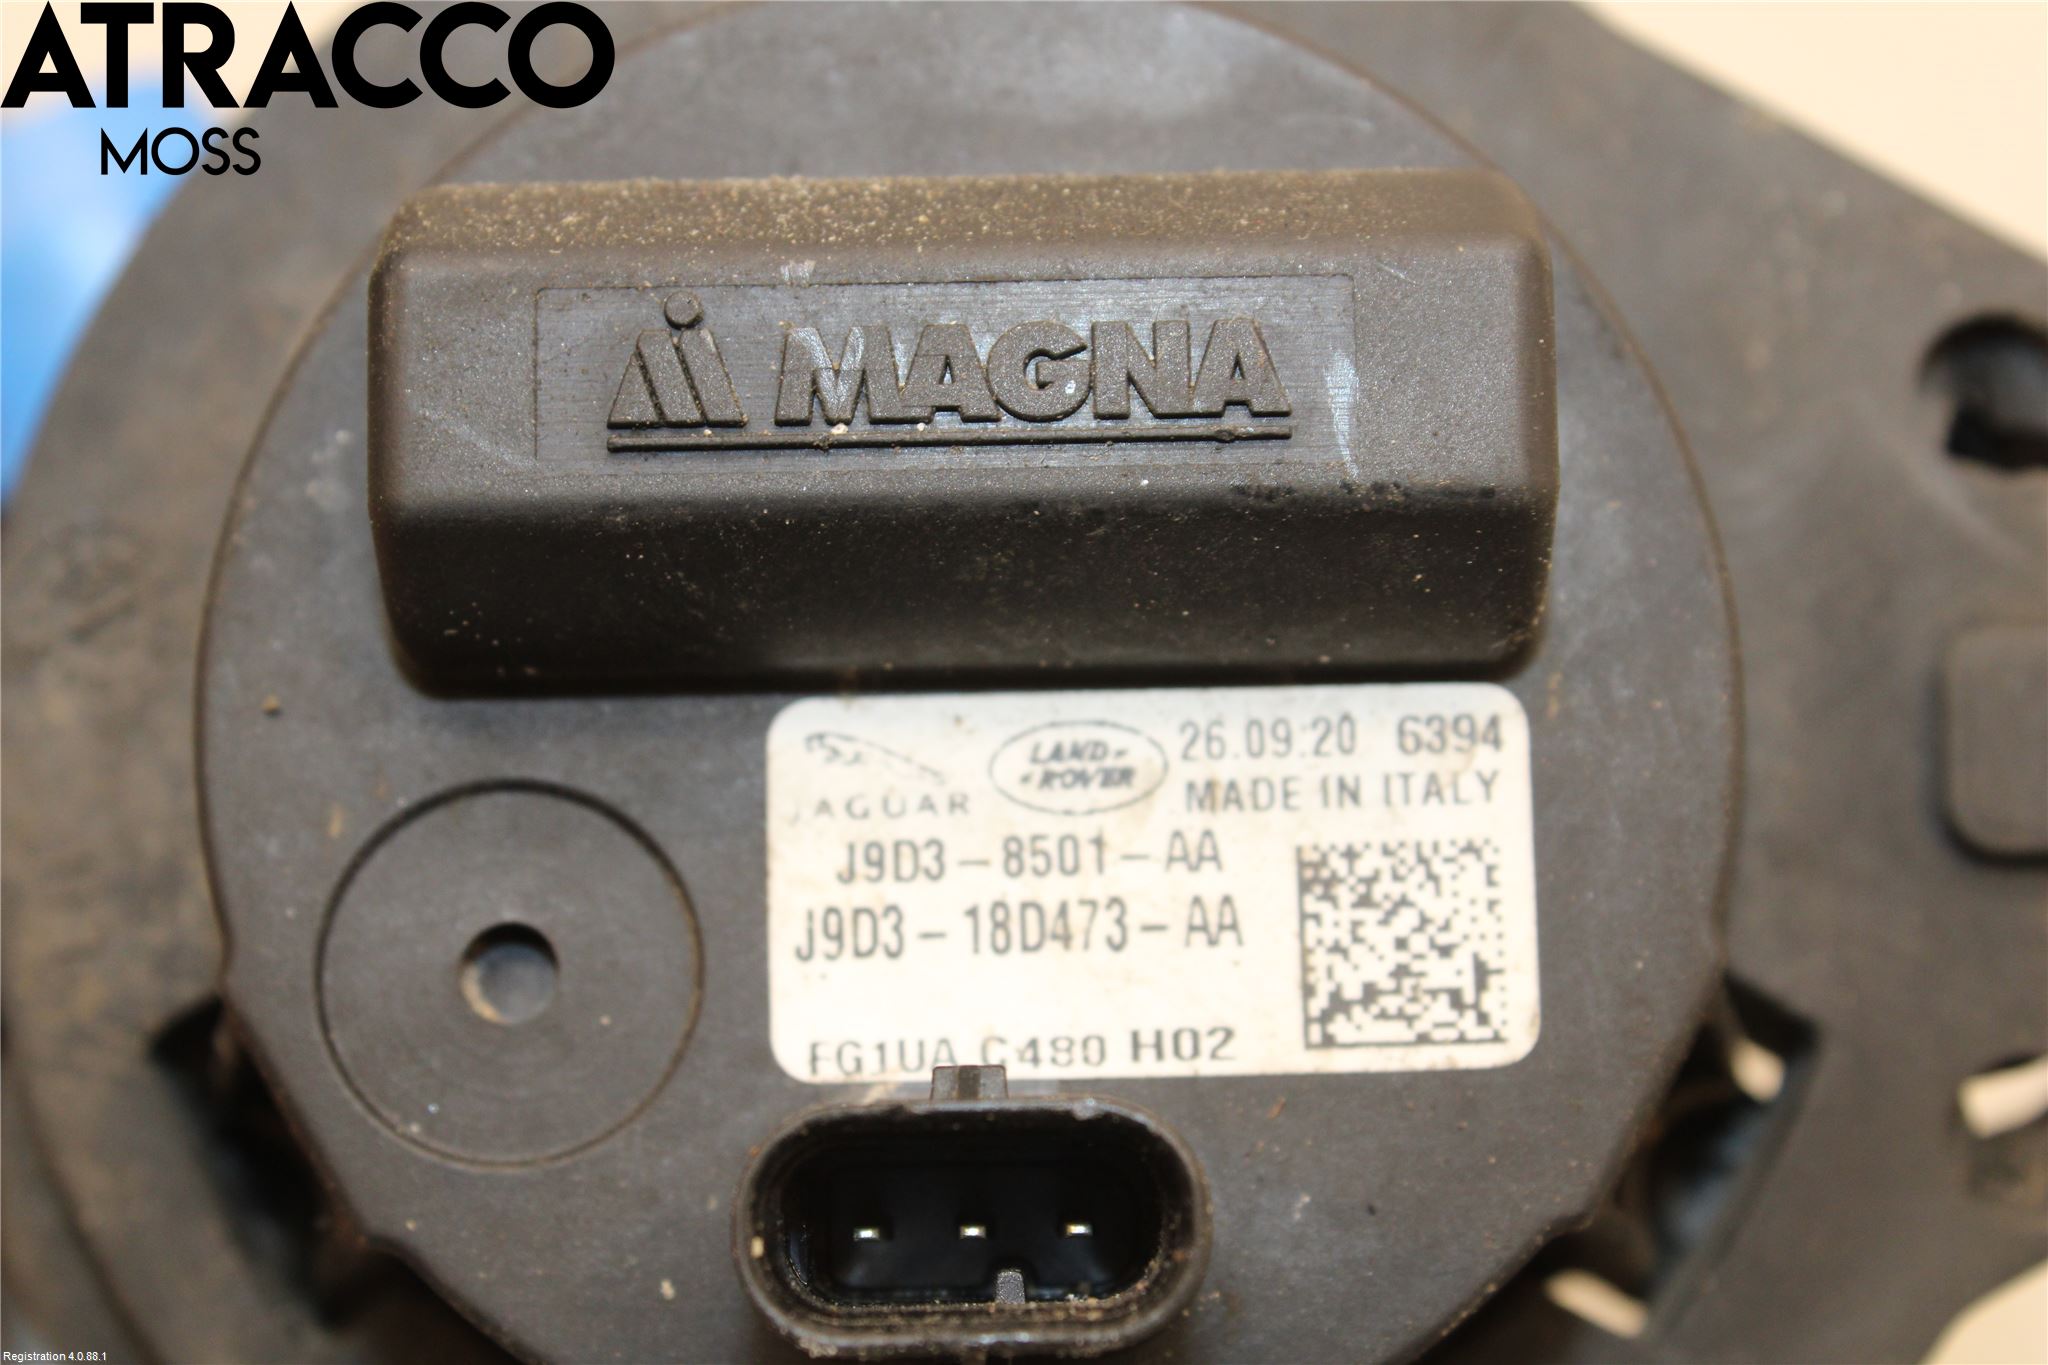 ATRACCO
MOSS
MAGNA
JAGUAR
LAND-
-ROVER
26.09.20 6394
MADE IN ITALY
J9D3-8501-AA
J9D3-18D473-AA
FG1UA C480 H02
Registration 4.0.88.1